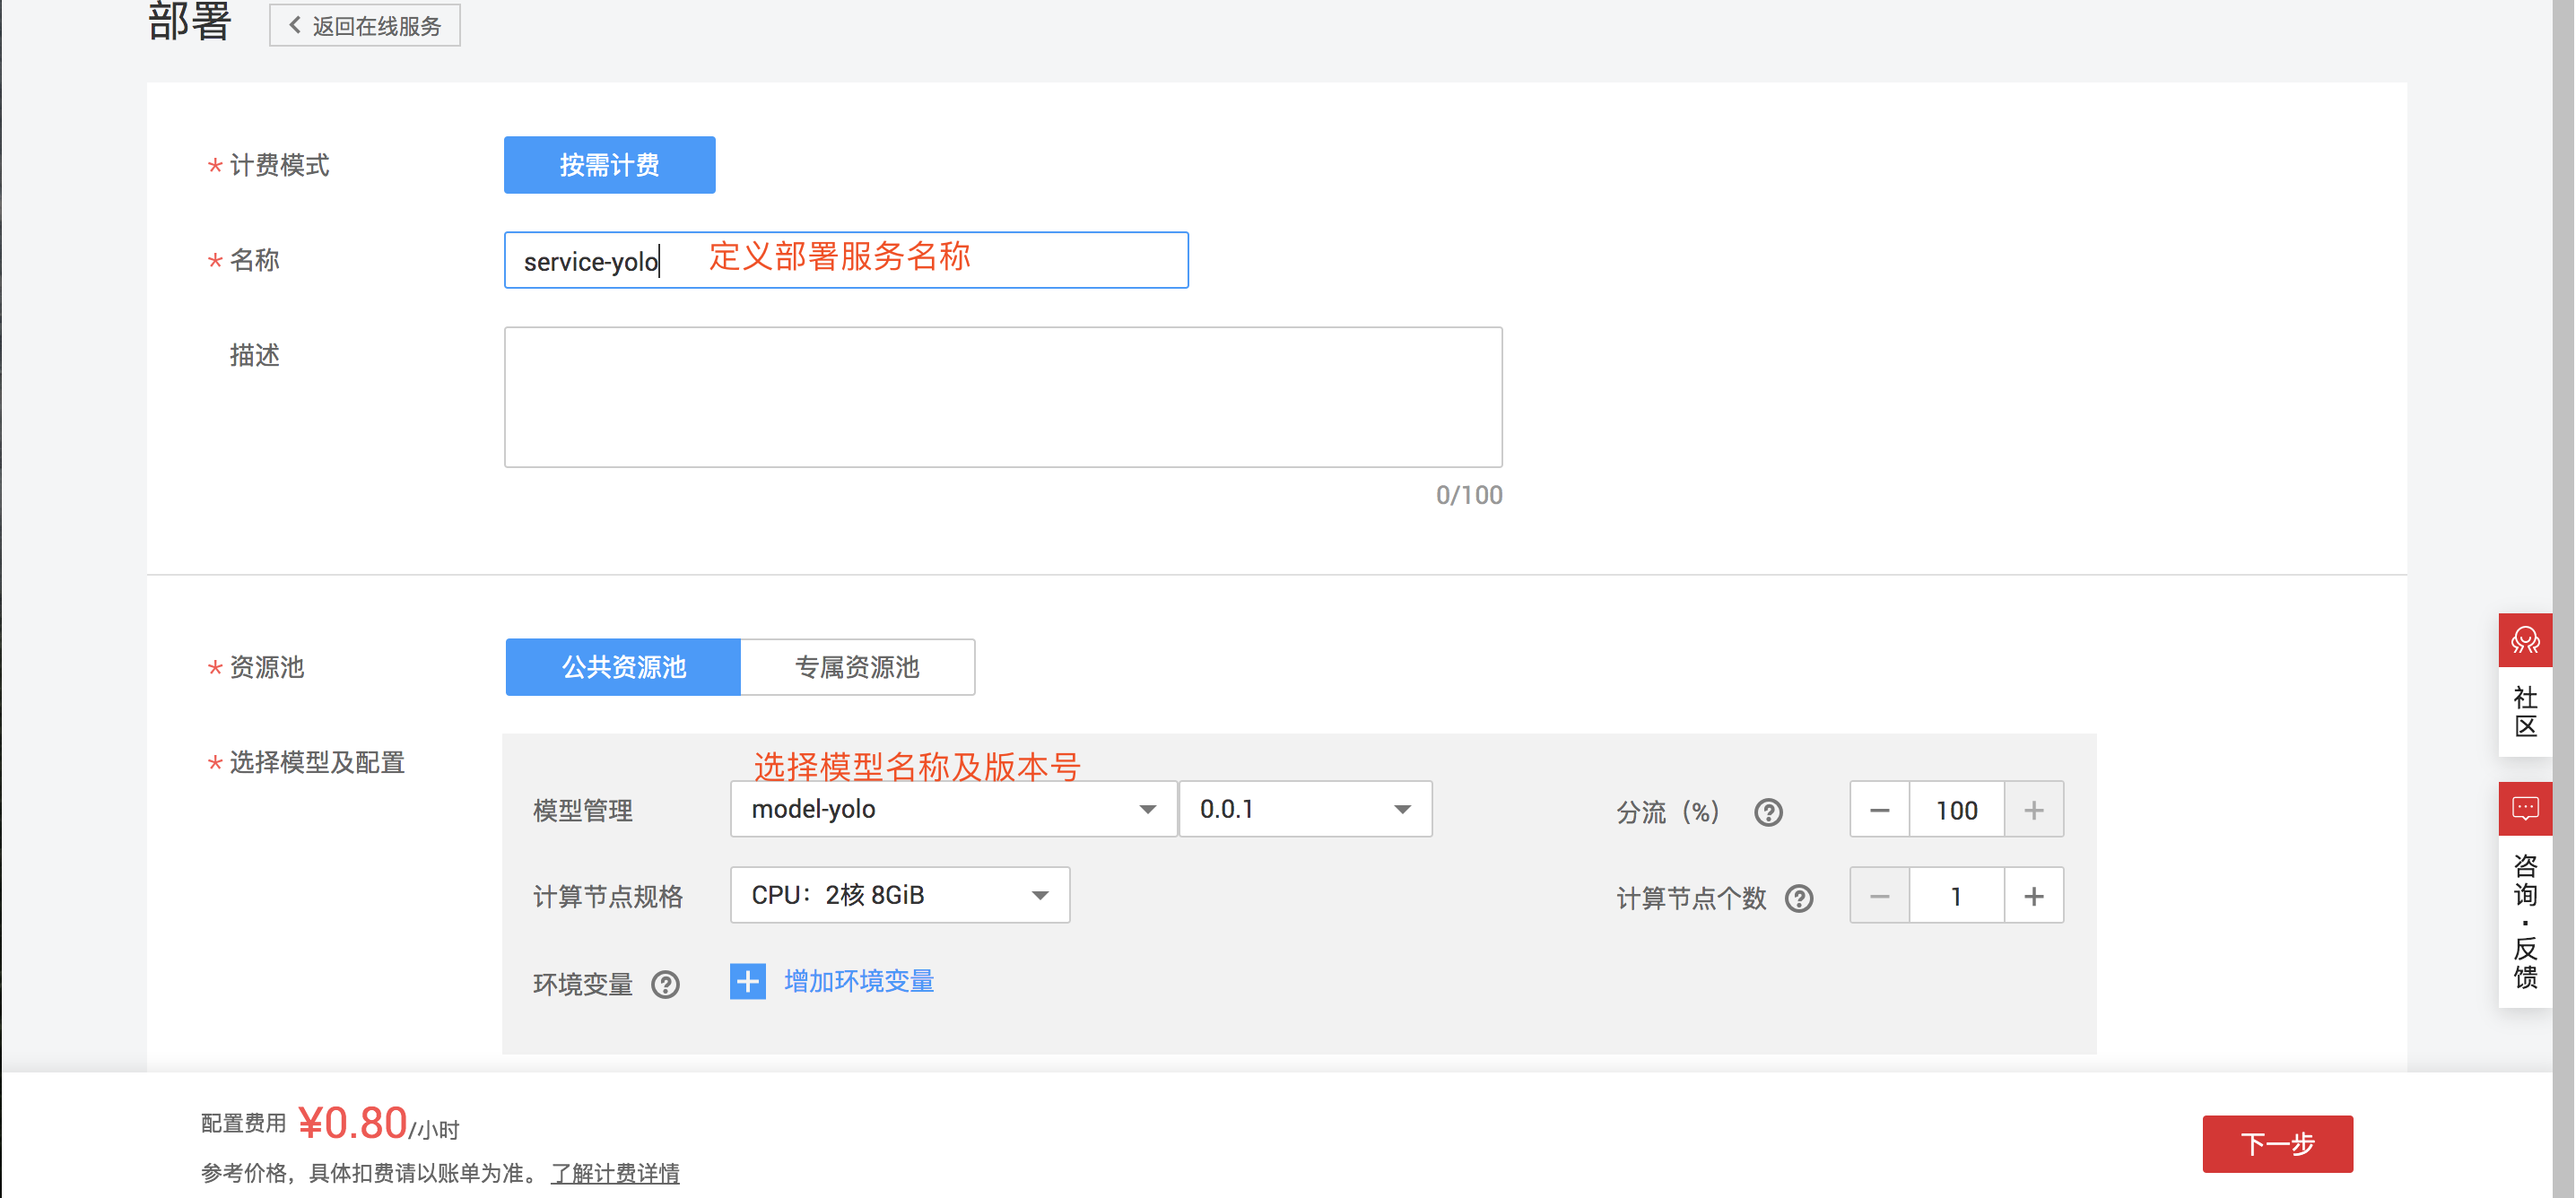 部署
返回在线服务
* 计费模式
按需计费
* 名称
service-yolo 定义部署服务名称
描述
0/100
* 资源池
公共资源池 专属资源池
* 选择模型及配置
选择模型名称及版本号
模型管理 model-yolo 0.0.1 分流（%） ? − 100 +
计算节点规格 CPU：2核 8GiB 计算节点个数 ? − 1 +
环境变量 ? + 增加环境变量
社区
咨询·反馈
配置费用 ¥0.80/小时
参考价格，具体扣费请以账单为准。 了解计费详情
下一步